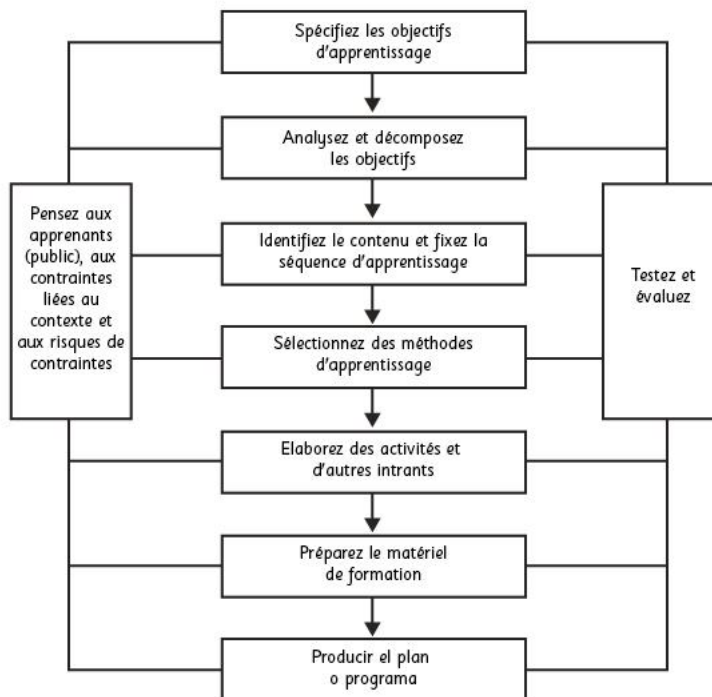 Spécifiez les objectifs
d'apprentissage
Analysez et décomposez
les objectifs
Pensez aux
apprenants
(public), aux
contraintes
liées au
contexte et
aux risques de
contraintes
Identifiez le contenu et fixez la
séquence d'apprentissage
Testez et
évaluez
Sélectionnez des méthodes
d'apprentissage
Elaborez des activités et
d'autres intrants
Préparez le matériel
de formation
Producir el plan
o programa